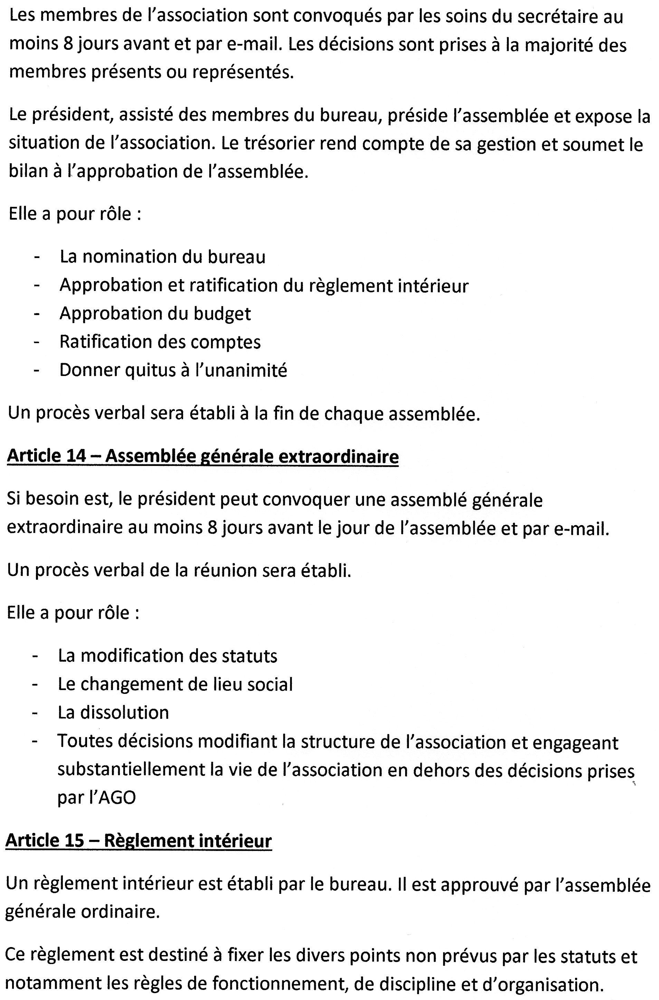 Les membres de l'association sont convoqués par les soins du secrétaire au
moins 8 jours avant et par e-mail. Les décisions sont prises à la majorité des
membres présents ou représentés.
Le président, assisté des membres du bureau, préside l'assemblée et expose la
situation de l'association. Le trésorier rend compte de sa gestion et soumet le
bilan à l'approbation de l'assemblée.
Elle a pour rôle :
- La nomination du bureau
- Approbation et ratification du règlement intérieur
- Approbation du budget
- Ratification des comptes
- Donner quitus à l'unanimité
Un procès verbal sera établi à la fin de chaque assemblée.
Article 14 – Assemblée générale extraordinaire
Si besoin est, le président peut convoquer une assemblé générale
extraordinaire au moins 8 jours avant le jour de l'assemblée et par e-mail.
Un procès verbal de la réunion sera établi.
Elle a pour rôle :
- La modification des statuts
- Le changement de lieu social
- La dissolution
- Toutes décisions modifiant la structure de l'association et engageant
substantiellement la vie de l'association en dehors des décisions prises
par l'AGO
Article 15 – Règlement intérieur
Un règlement intérieur est établi par le bureau. Il est approuvé par l'assemblée
générale ordinaire.
Ce règlement est destiné à fixer les divers points non prévus par les statuts et
notamment les règles de fonctionnement, de discipline et d'organisation.